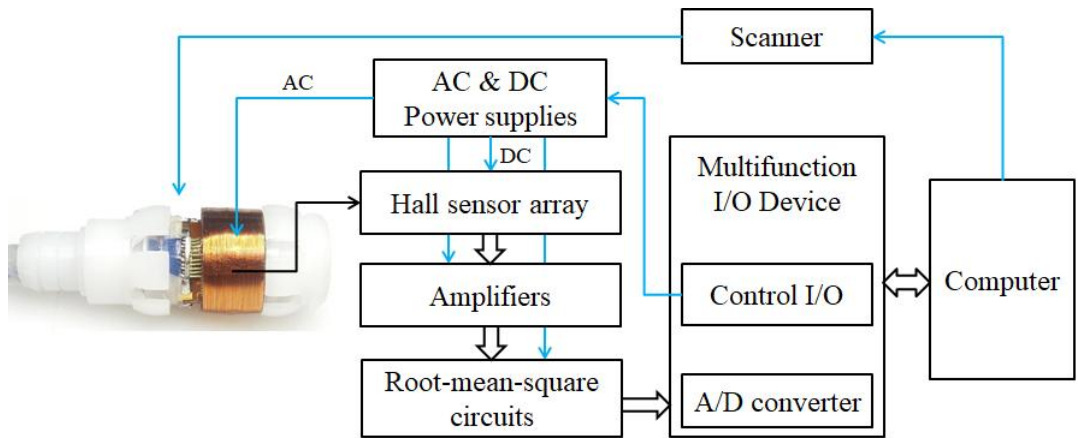 Scanner
AC
AC & DC
Power supplies
DC
Multifunction
I/O Device
Hall sensor array
Computer
Amplifiers
Control I/O
Root-mean-square
circuits
A/D converter